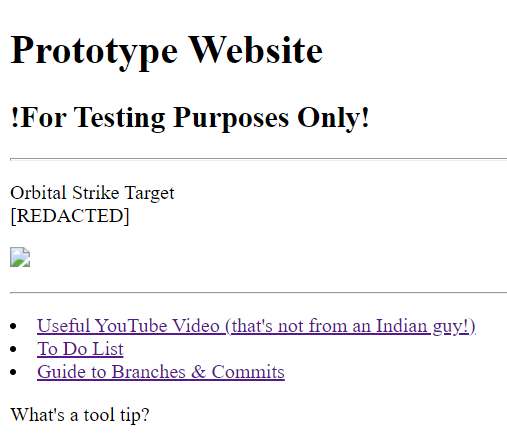 Prototype Website
!For Testing Purposes Only!
Orbital Strike Target
[REDACTED]
Useful YouTube Video (that's not from an Indian guy!)
To Do List
Guide to Branches & Commits
What's a tool tip?